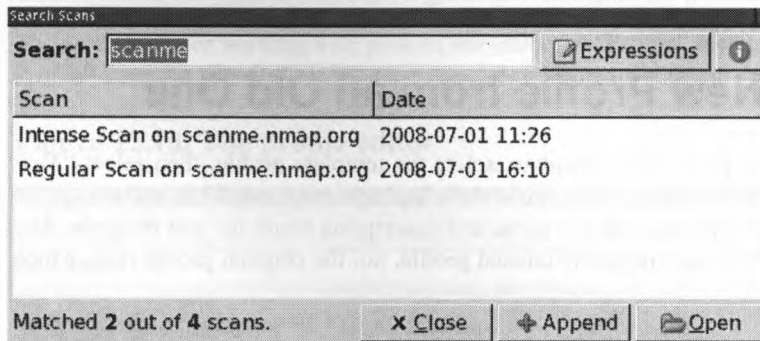 Search Scans
Search: scanme Expressions
Scan Date
Intense Scan on scanme.nmap.org 2008-07-01 11:26
Regular Scan on scanme.nmap.org 2008-07-01 16:10
Matched 2 out of 4 scans. Close Append Open